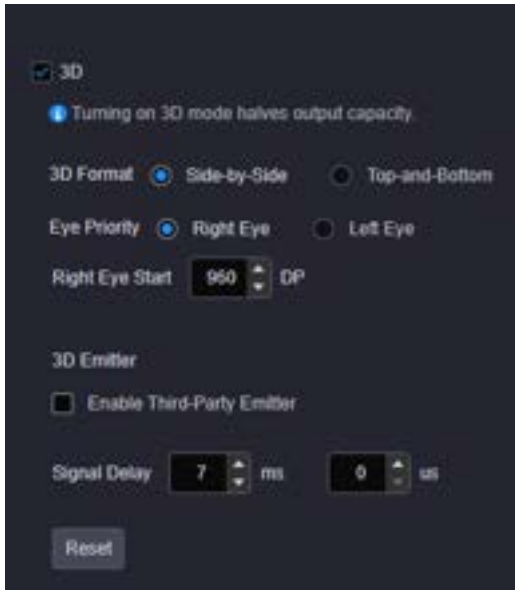 3D
Turning on 3D mode halves output capacity.
3D Format Side-by-Side Top-and-Bottom
Eye Priority Right Eye Left Eye
Right Eye Start 960 DP
3D Emitter
Enable Third-Party Emitter
Signal Delay 7 ms 0 us
Reset